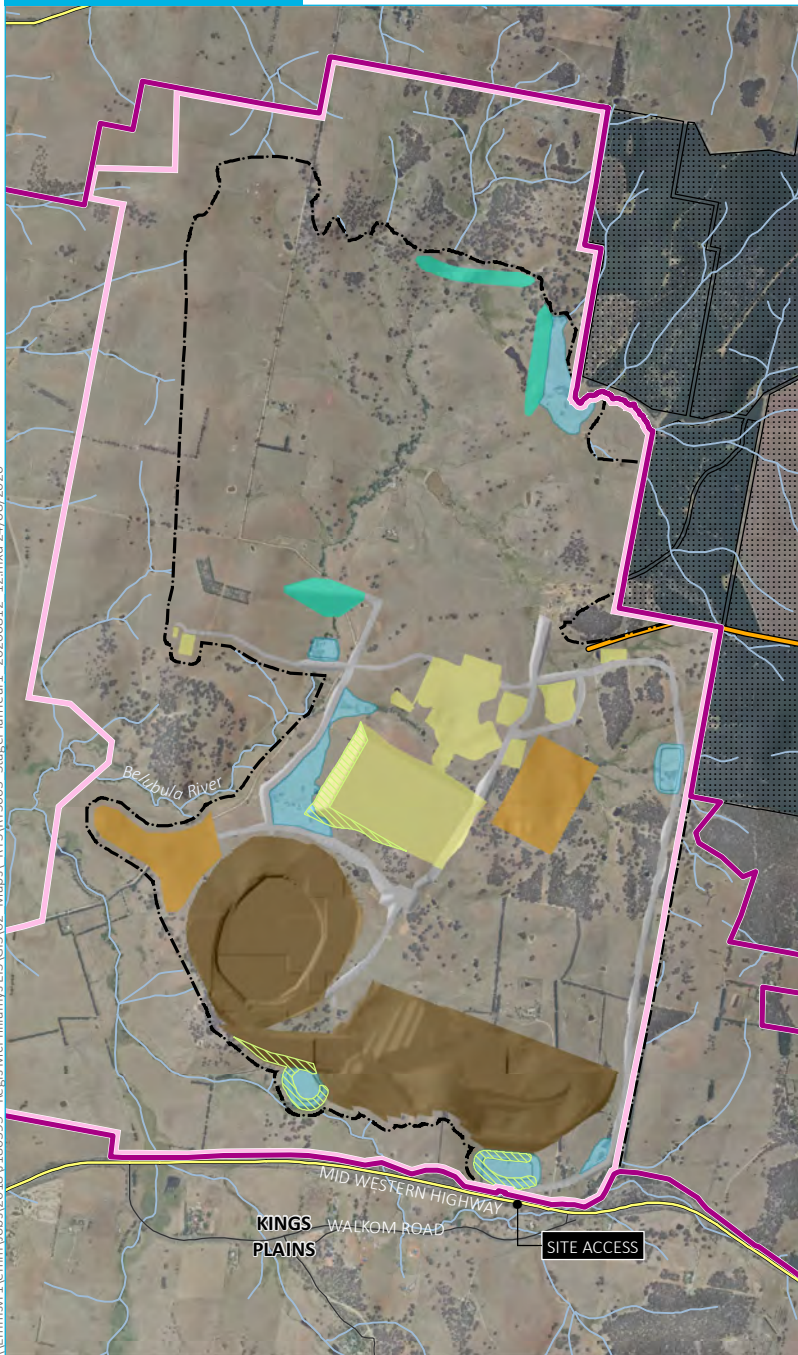 Belubula River
MID WESTERN HIGHWAY
KINGS
PLAINS
WALKOM ROAD
SITE ACCESS